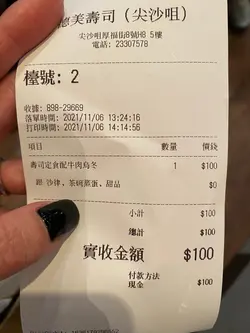 德美壽司（尖沙咀）
尖沙咀厚福街8號H8 5樓
電話: 23307578
檯號: 2
收據: 898-29669
落單時間: 2021/11/06 13:24:16
打印時間: 2021/11/06 14:14:56
項目 數量 價錢
壽司定食配牛肉烏冬 1 $100
跟 沙律，茶碗蒸蛋，甜品 $0
小計 $100
總計 $100
實收金額 $100
付款方法
現金 $100